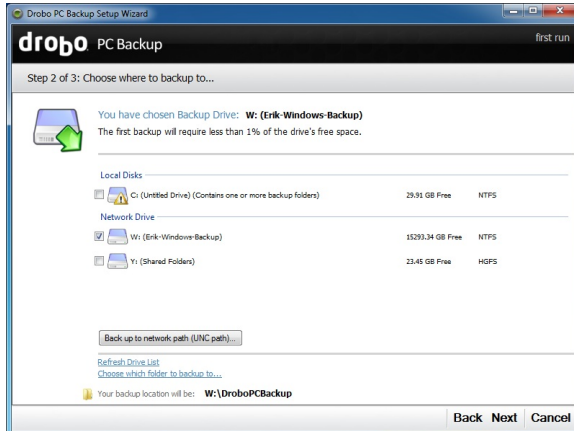 Drobo PC Backup Setup Wizard
drobo PC Backup
first run
Step 2 of 3: Choose where to backup to...
You have chosen Backup Drive: W: (Erik-Windows-Backup)
The first backup will require less than 1% of the drive's free space.
Local Disks
C: (Untitled Drive) (Contains one or more backup folders) 29.91 GB Free NTFS
Network Drive
W: (Erik-Windows-Backup) 15293.34 GB Free NTFS
Y: (Shared Folders) 23.45 GB Free HGFS
Back up to network path (UNC path)...
Refresh Drive List
Choose which folder to backup to...
Your backup location will be: W:\DroboPCBackup
Back Next Cancel